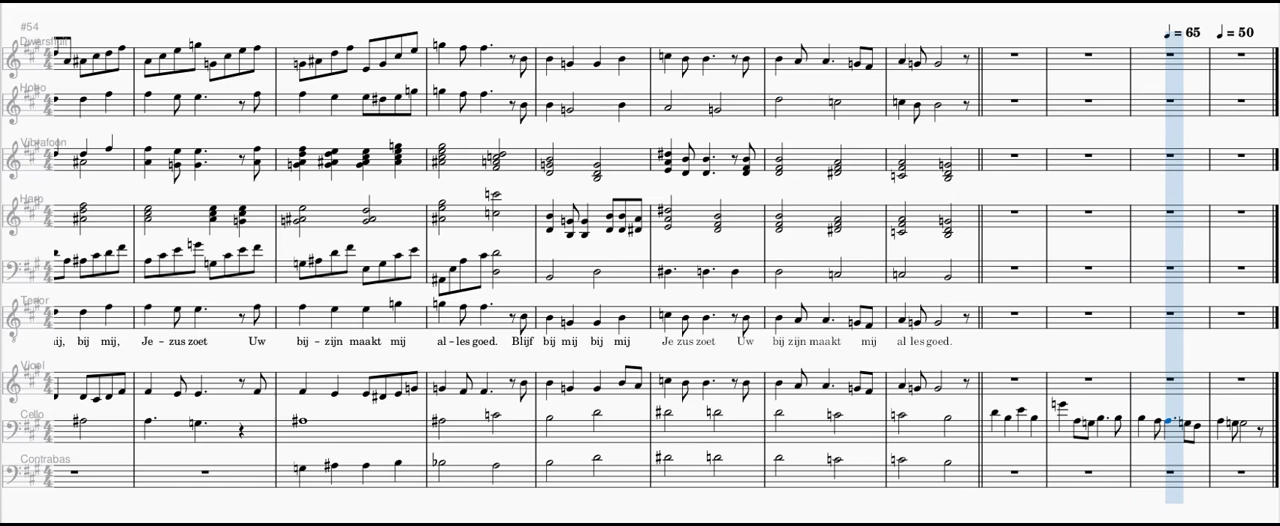 #54
♩ = 65 ♩ = 50
Dwarsfluit
Hobo
Vibrafoon
Harp
Tenor
bij mij, Je - zus zoet Uw bij - zijn maakt mij al - les goed. Blijf bij mij bij mij Je zus zoet Uw bij zijn maakt mij al les goed.
Viool
Cello
Contrabas